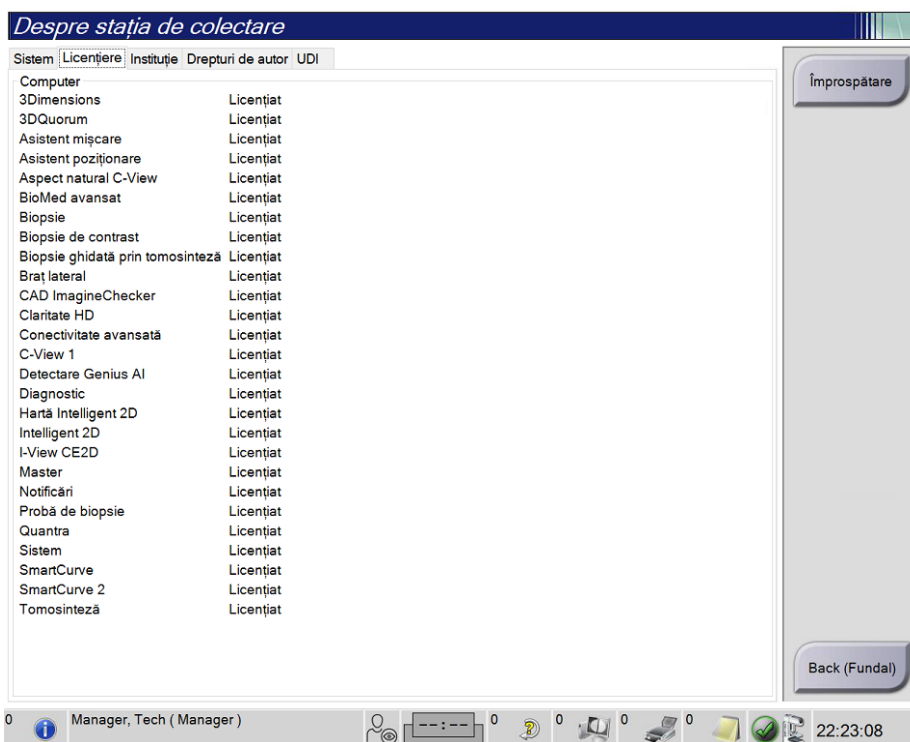 Despre stația de colectare
Sistem Licențiere Instituție Drepturi de autor UDI
Computer
3Dimensions Licențiat
3DQuorum Licențiat
Asistent mișcare Licențiat
Asistent poziționare Licențiat
Aspect natural C-View Licențiat
BioMed avansat Licențiat
Biopsie Licențiat
Biopsie de contrast Licențiat
Biopsie ghidată prin tomosinteză Licențiat
Braț lateral Licențiat
CAD ImagineChecker Licențiat
Claritate HD Licențiat
Conectivitate avansată Licențiat
C-View 1 Licențiat
Detectare Genius AI Licențiat
Diagnostic Licențiat
Hartă Intelligent 2D Licențiat
Intelligent 2D Licențiat
I-View CE2D Licențiat
Master Licențiat
Notificări Licențiat
Probă de biopsie Licențiat
Quantra Licențiat
Sistem Licențiat
SmartCurve Licențiat
SmartCurve 2 Licențiat
Tomosinteză Licențiat
Împrospătare
Back (Fundal)
0 Manager, Tech ( Manager ) --:-- 0 0 0 0 22:23:08